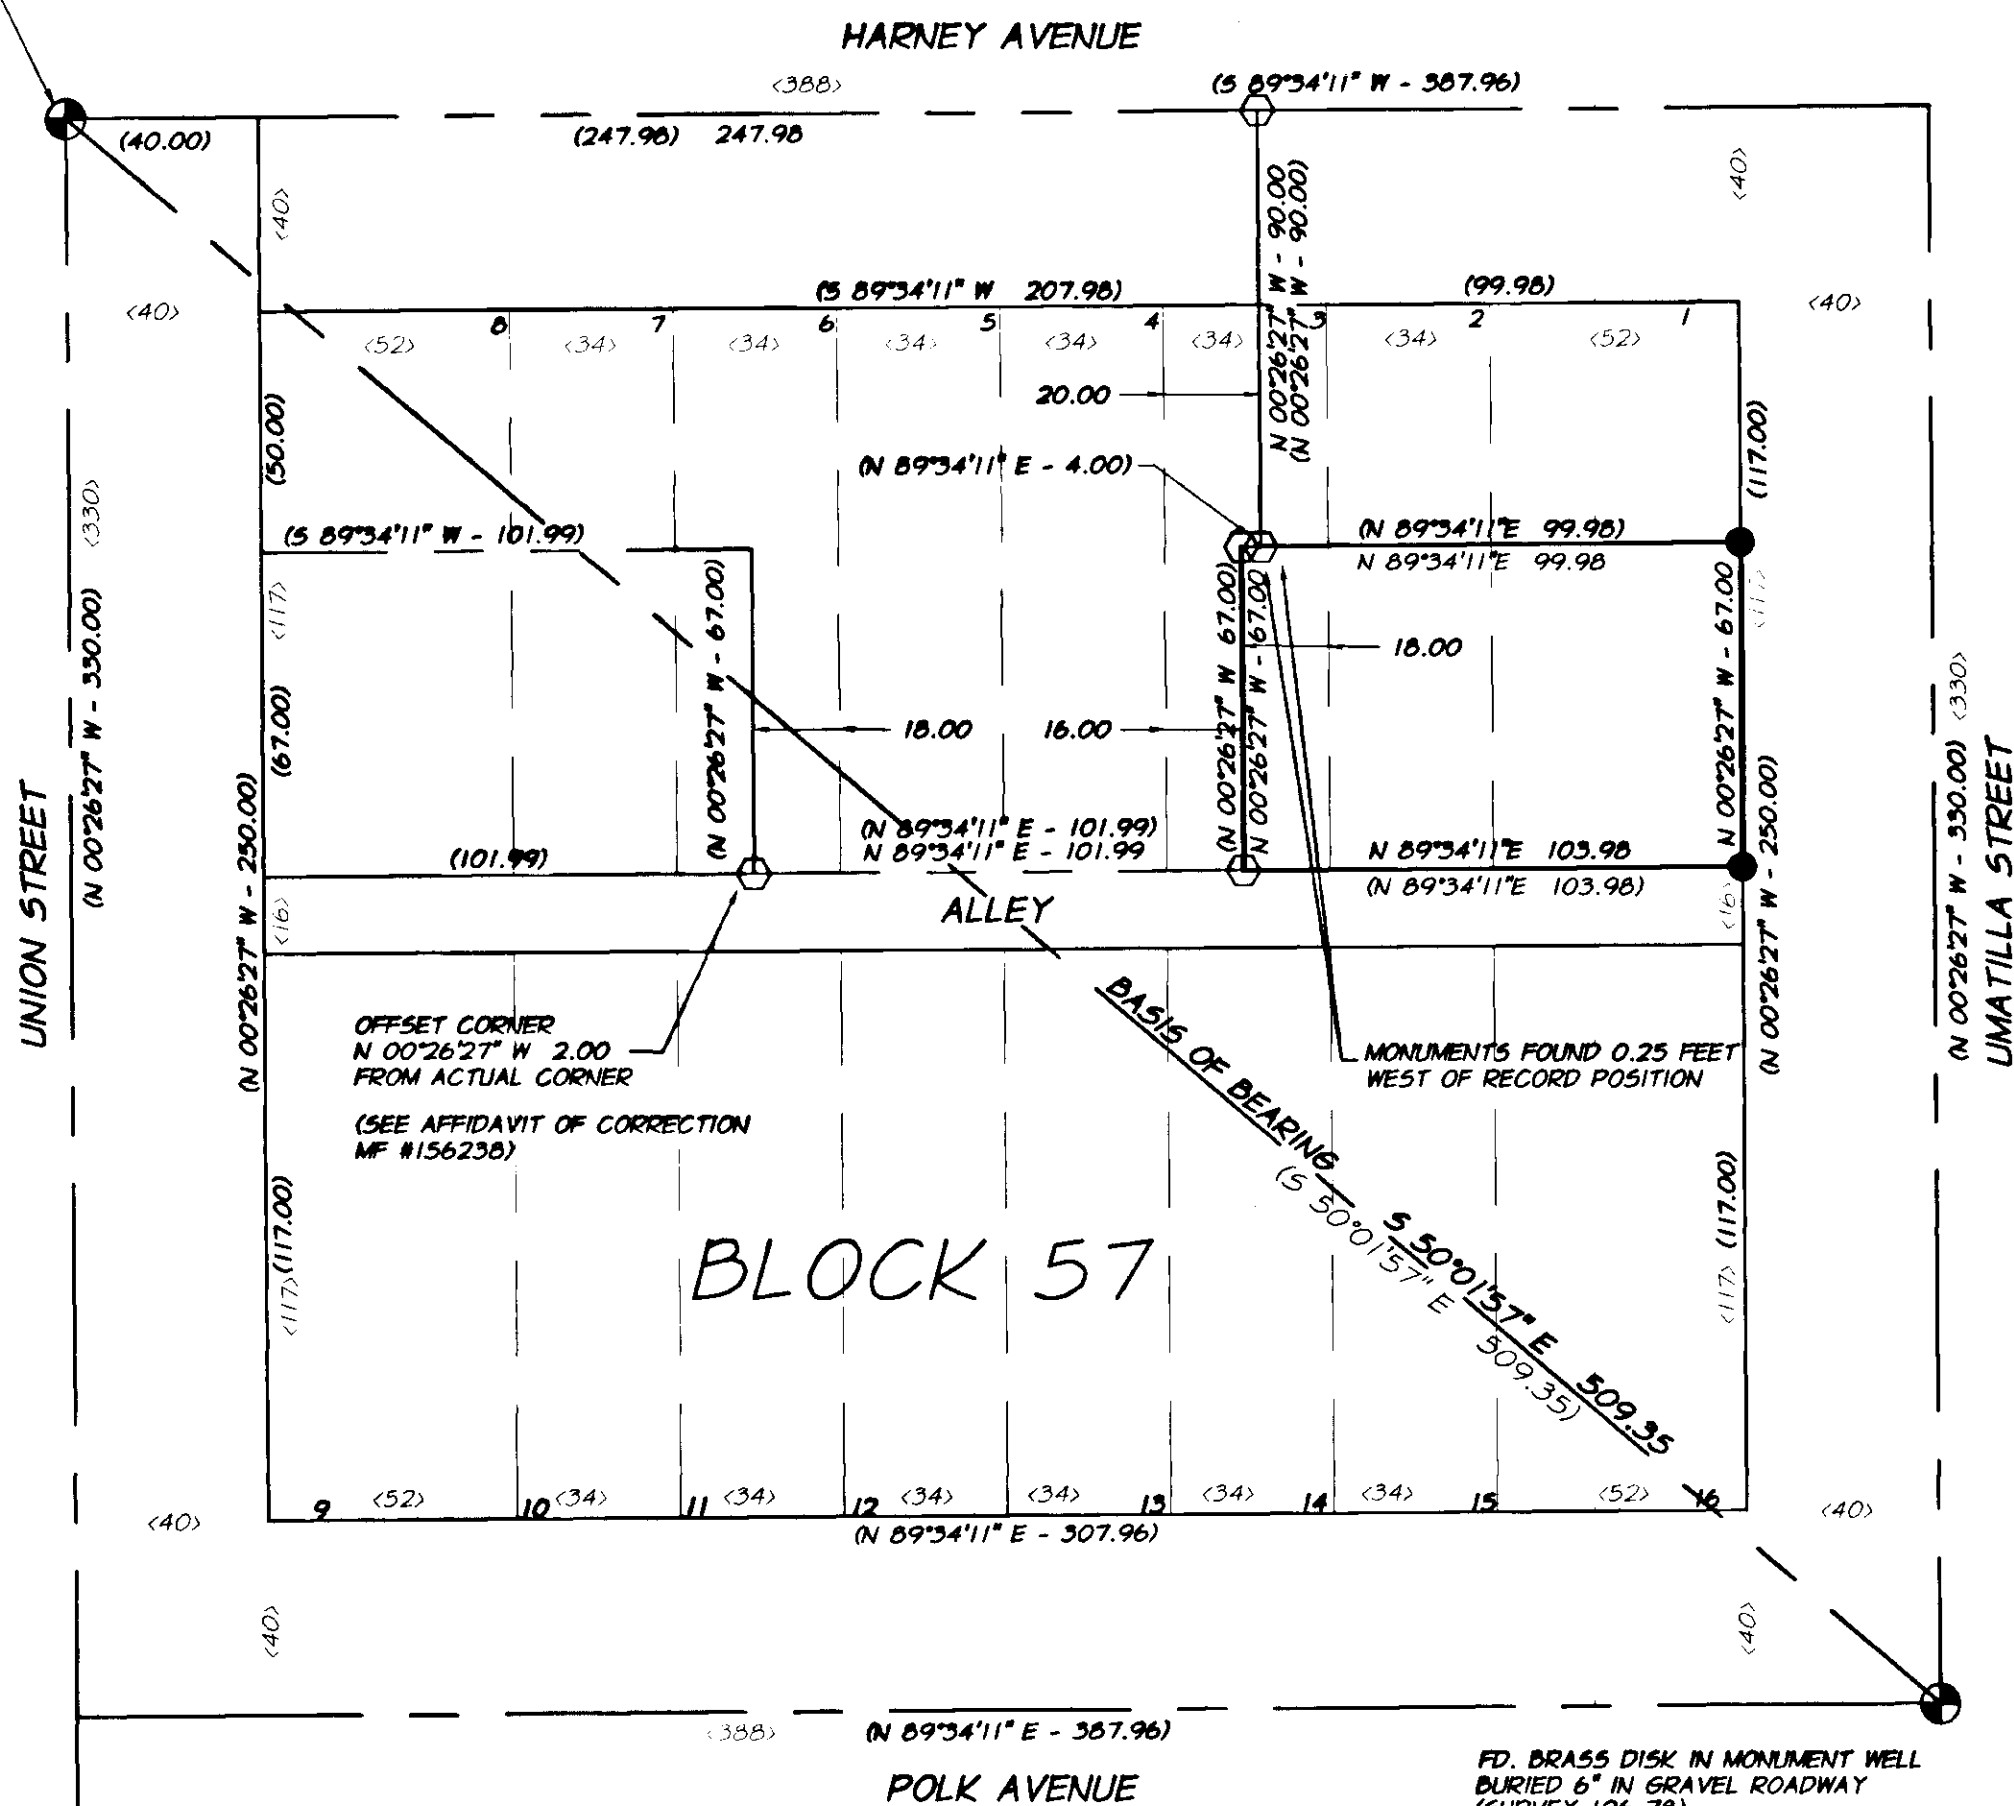 HARNEY AVENUE
<388>
(S 89°34'11" W - 387.96)
(40.00)
(247.98) 247.98
<40>
<40>
N 00°26'27" W - 90.00
(N 00°26'27" W - 90.00)
<40>
(S 89°34'11" W 207.98)
(99.98)
<40>
8
7
6
5
4
3
2
1
<52>
<34>
<34>
<34>
<34>
<34>
<34>
<52>
20.00
(50.00)
(117.00)
(N 89°34'11" E - 4.00)
<330>
(N 00°26'27" W - 330.00)
(S 89°34'11" W - 101.99)
(N 89°34'11"E 99.98)
N 89°34'11"E 99.98
<117>
(67.00)
(N 00°26'27" W - 67.00)
(N 00°26'27" W 67.00)
N 00°26'27" W - 67.00
18.00
N 00°26'27" W - 67.00
<117>
18.00
16.00
<330>
(N 00°26'27" W - 330.00)
UNION STREET
UMATILLA STREET
(N 00°26'27" W - 250.00)
(N 00°26'27" W - 250.00)
(101.99)
(N 89°34'11" E - 101.99)
N 89°34'11" E - 101.99
N 89°34'11"E 103.98
(N 89°34'11"E 103.98)
<16>
ALLEY
<16>
OFFSET CORNER
N 00°26'27" W 2.00
FROM ACTUAL CORNER
(SEE AFFIDAVIT OF CORRECTION
MF #156238)
MONUMENTS FOUND 0.25 FEET
WEST OF RECORD POSITION
BASIS OF BEARING
S 50°01'57" E 509.35
(S 50°01'57" E 509.35)
<117>
(117.00)
(117.00)
<117>
BLOCK 57
9
<52>
10
<34>
11
<34>
12
<34>
<34>
13
<34>
14
<34>
15
<52>
16
<40>
<40>
(N 89°34'11" E - 307.96)
<40>
<40>
<388>
(N 89°34'11" E - 387.96)
POLK AVENUE
FD. BRASS DISK IN MONUMENT WELL
BURIED 6" IN GRAVEL ROADWAY